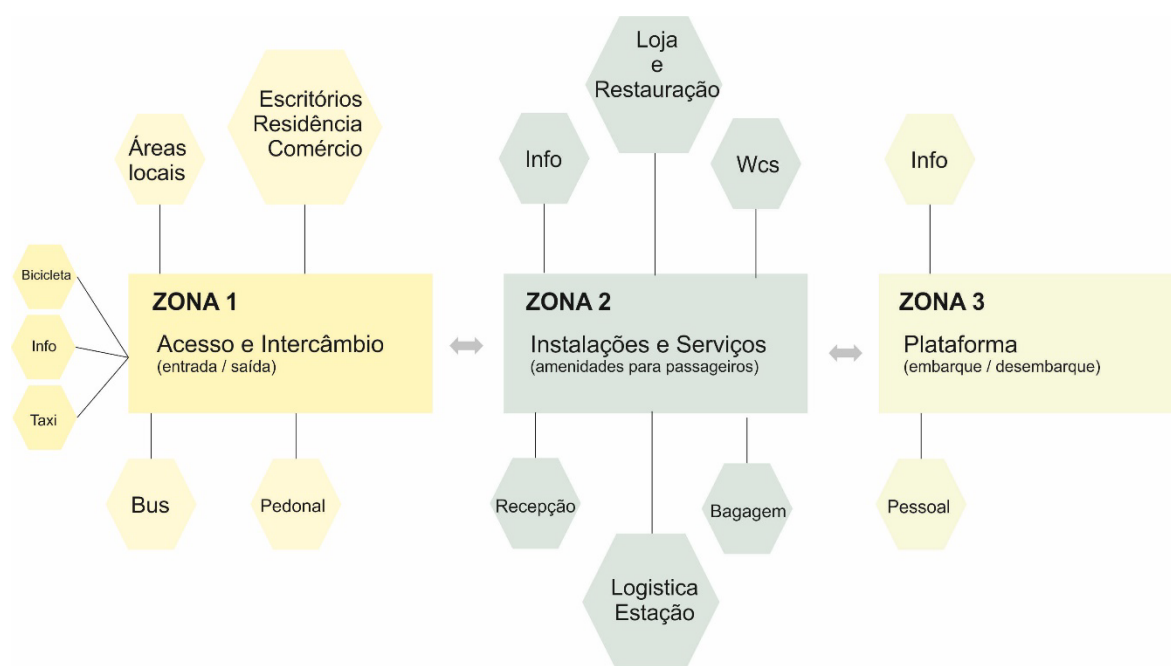 Loja
e
Restauração
Escritórios
Residência
Comércio
Áreas
locais
Info
Wcs
Info
Bicicleta
Info
Taxi
ZONA 1
Acesso e Intercâmbio
(entrada / saída)
ZONA 2
Instalações e Serviços
(amenidades para passageiros)
ZONA 3
Plataforma
(embarque / desembarque)
Bus
Pedonal
Recepção
Bagagem
Pessoal
Logistica
Estação